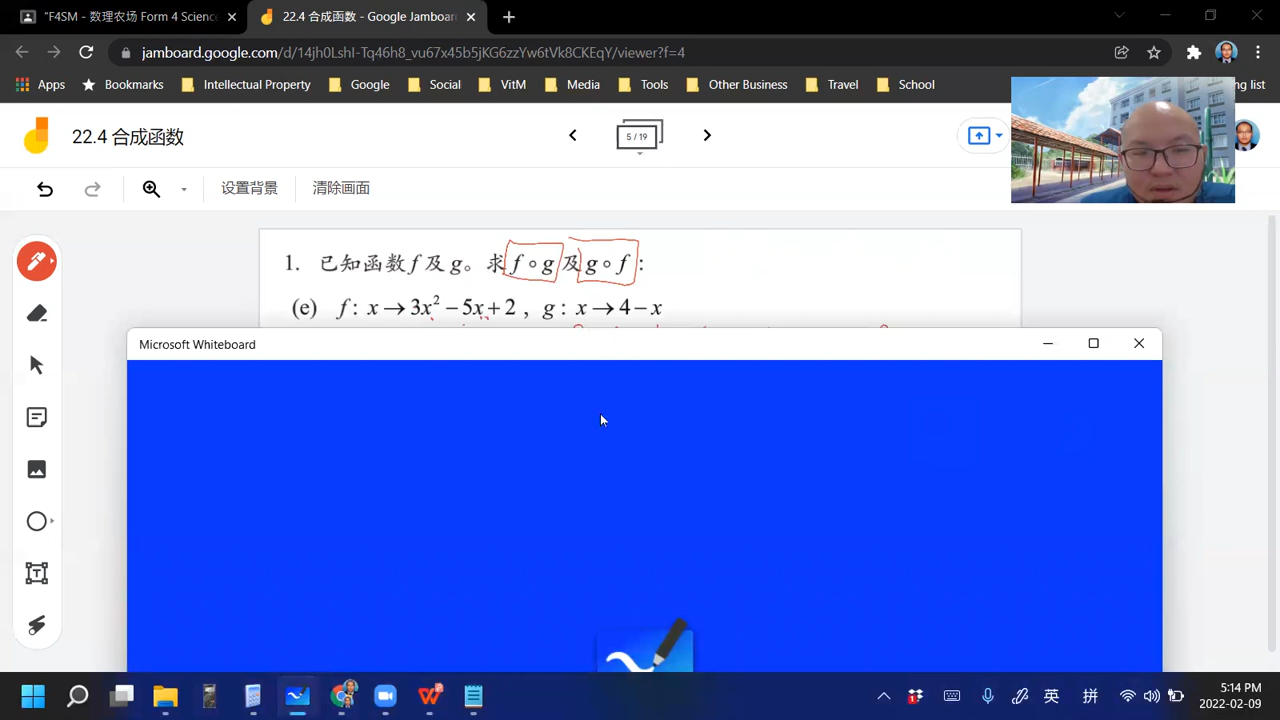 "F4SM - 数理农场 Form 4 Science
22.4 合成函数 - Google Jamboard
jamboard.google.com/d/14jh0LshI-Tq46h8_vu67x45b5jKG6zzYw6tVk8CKEqY/viewer?f=4
Apps Bookmarks Intellectual Property Google Social VitM Media Tools Other Business Travel School ng list
22.4 合成函数
5 / 19
设置背景 清除画面
1. 已知函数 f 及 g。求 f∘g 及 g∘f :
(e) f : x → 3x² − 5x + 2 , g : x → 4 − x
Microsoft Whiteboard
英 拼
5:14 PM
2022-02-09